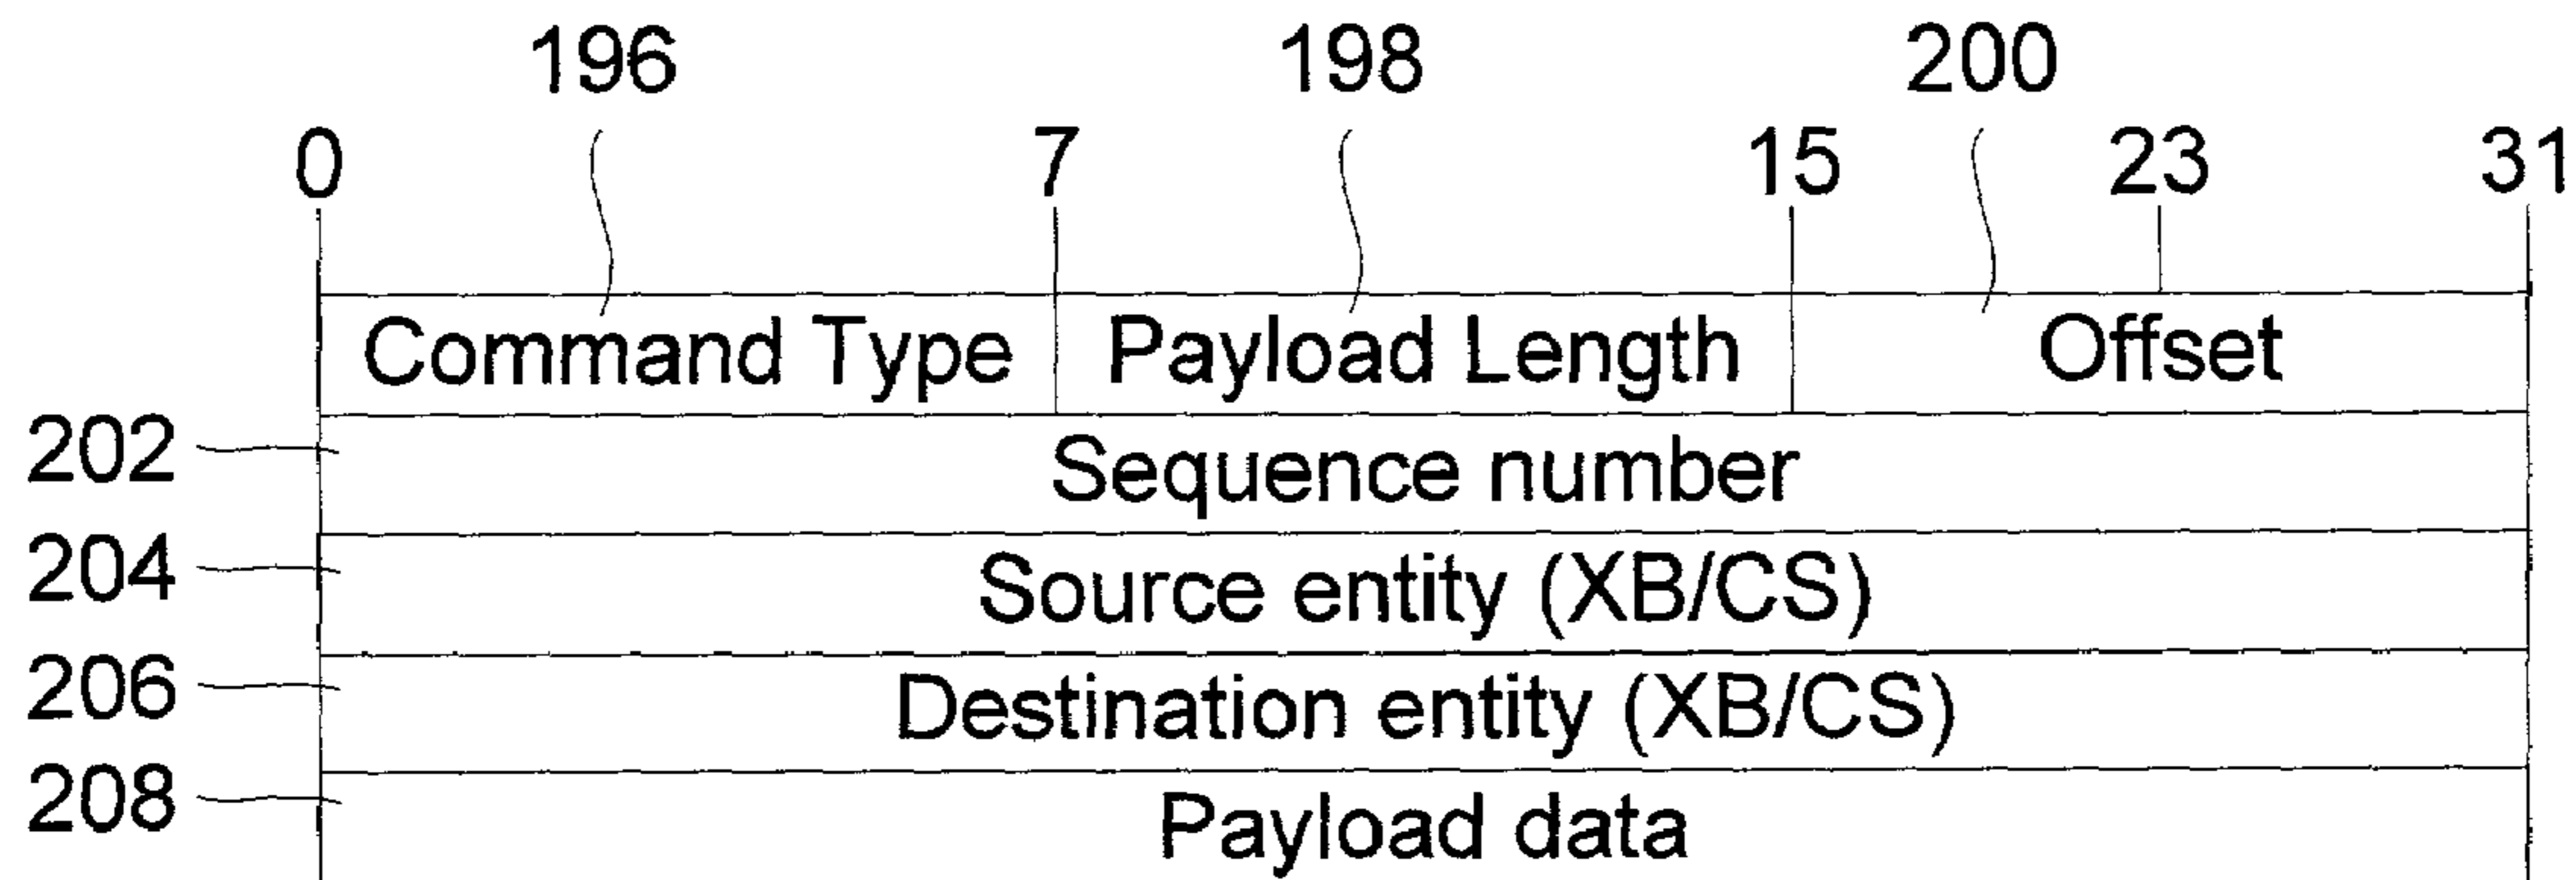 196 198 200
0 7 15 23 31
Command Type Payload Length Offset
202 Sequence number
204 Source entity (XB/CS)
206 Destination entity (XB/CS)
208 Payload data